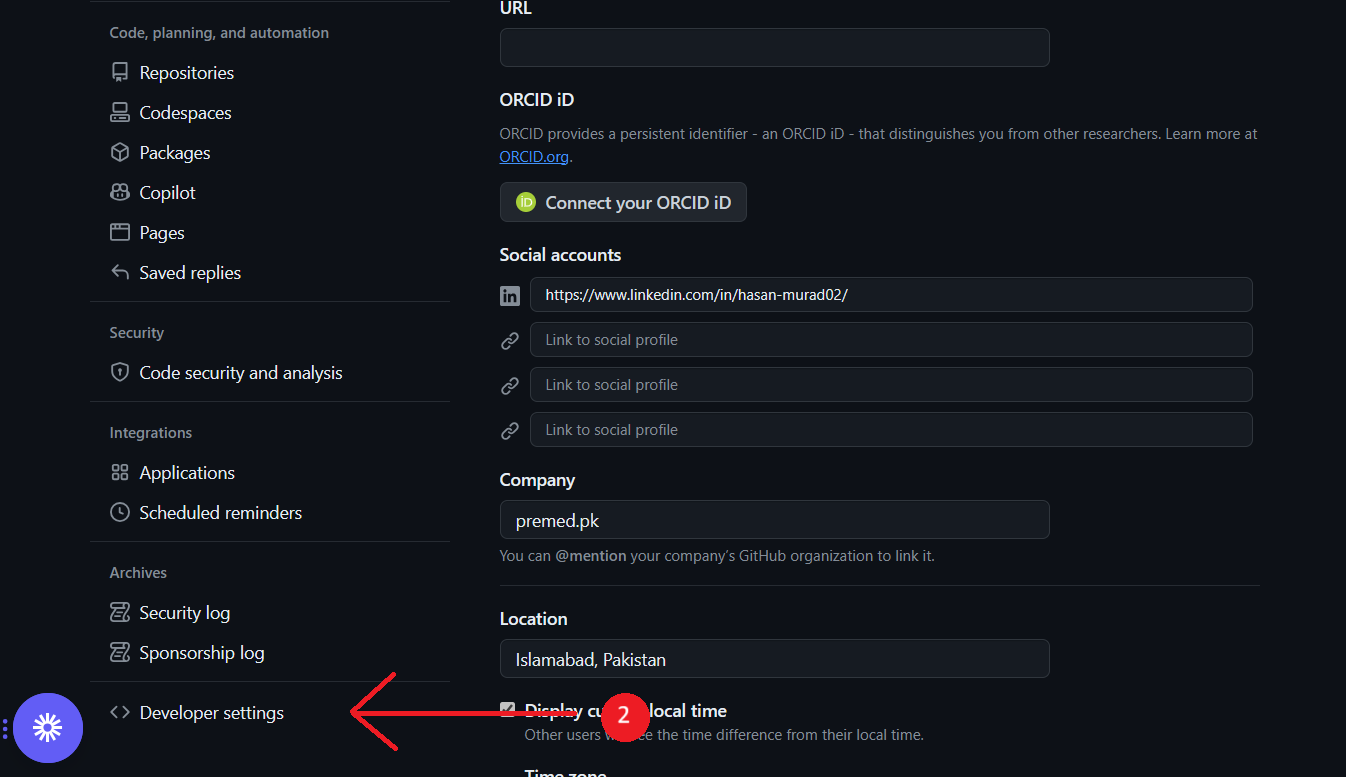 Code, planning, and automation
Repositories
Codespaces
Packages
Copilot
Pages
Saved replies
Security
Code security and analysis
Integrations
Applications
Scheduled reminders
Archives
Security log
Sponsorship log
Developer settings
URL
ORCID iD
ORCID provides a persistent identifier - an ORCID iD - that distinguishes you from other researchers. Learn more at
ORCID.org.
iD Connect your ORCID iD
Social accounts
in https://www.linkedin.com/in/hasan-murad02/
Link to social profile
Link to social profile
Link to social profile
Company
premed.pk
You can @mention your company's GitHub organization to link it.
Location
Islamabad, Pakistan
Display local time
2
Other users see the time difference from their local time.
Time zone